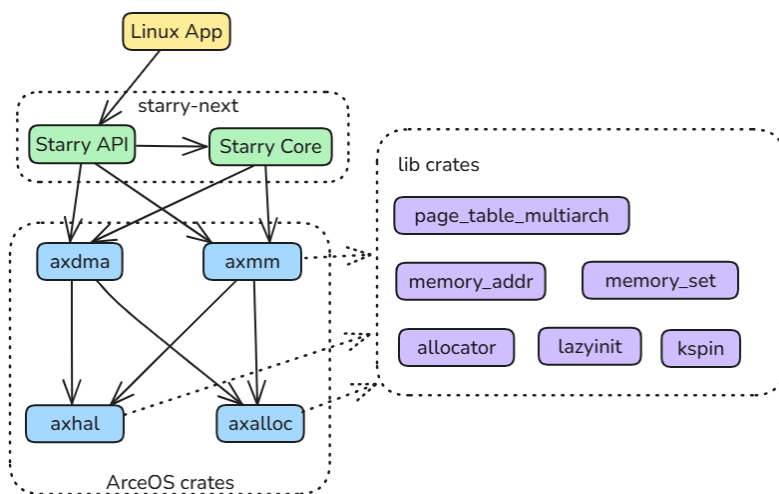 Linux App
starry-next
Starry API
Starry Core
lib crates
page_table_multiarch
axdma
axmm
memory_addr
memory_set
allocator
lazyinit
kspin
axhal
axalloc
ArceOS crates